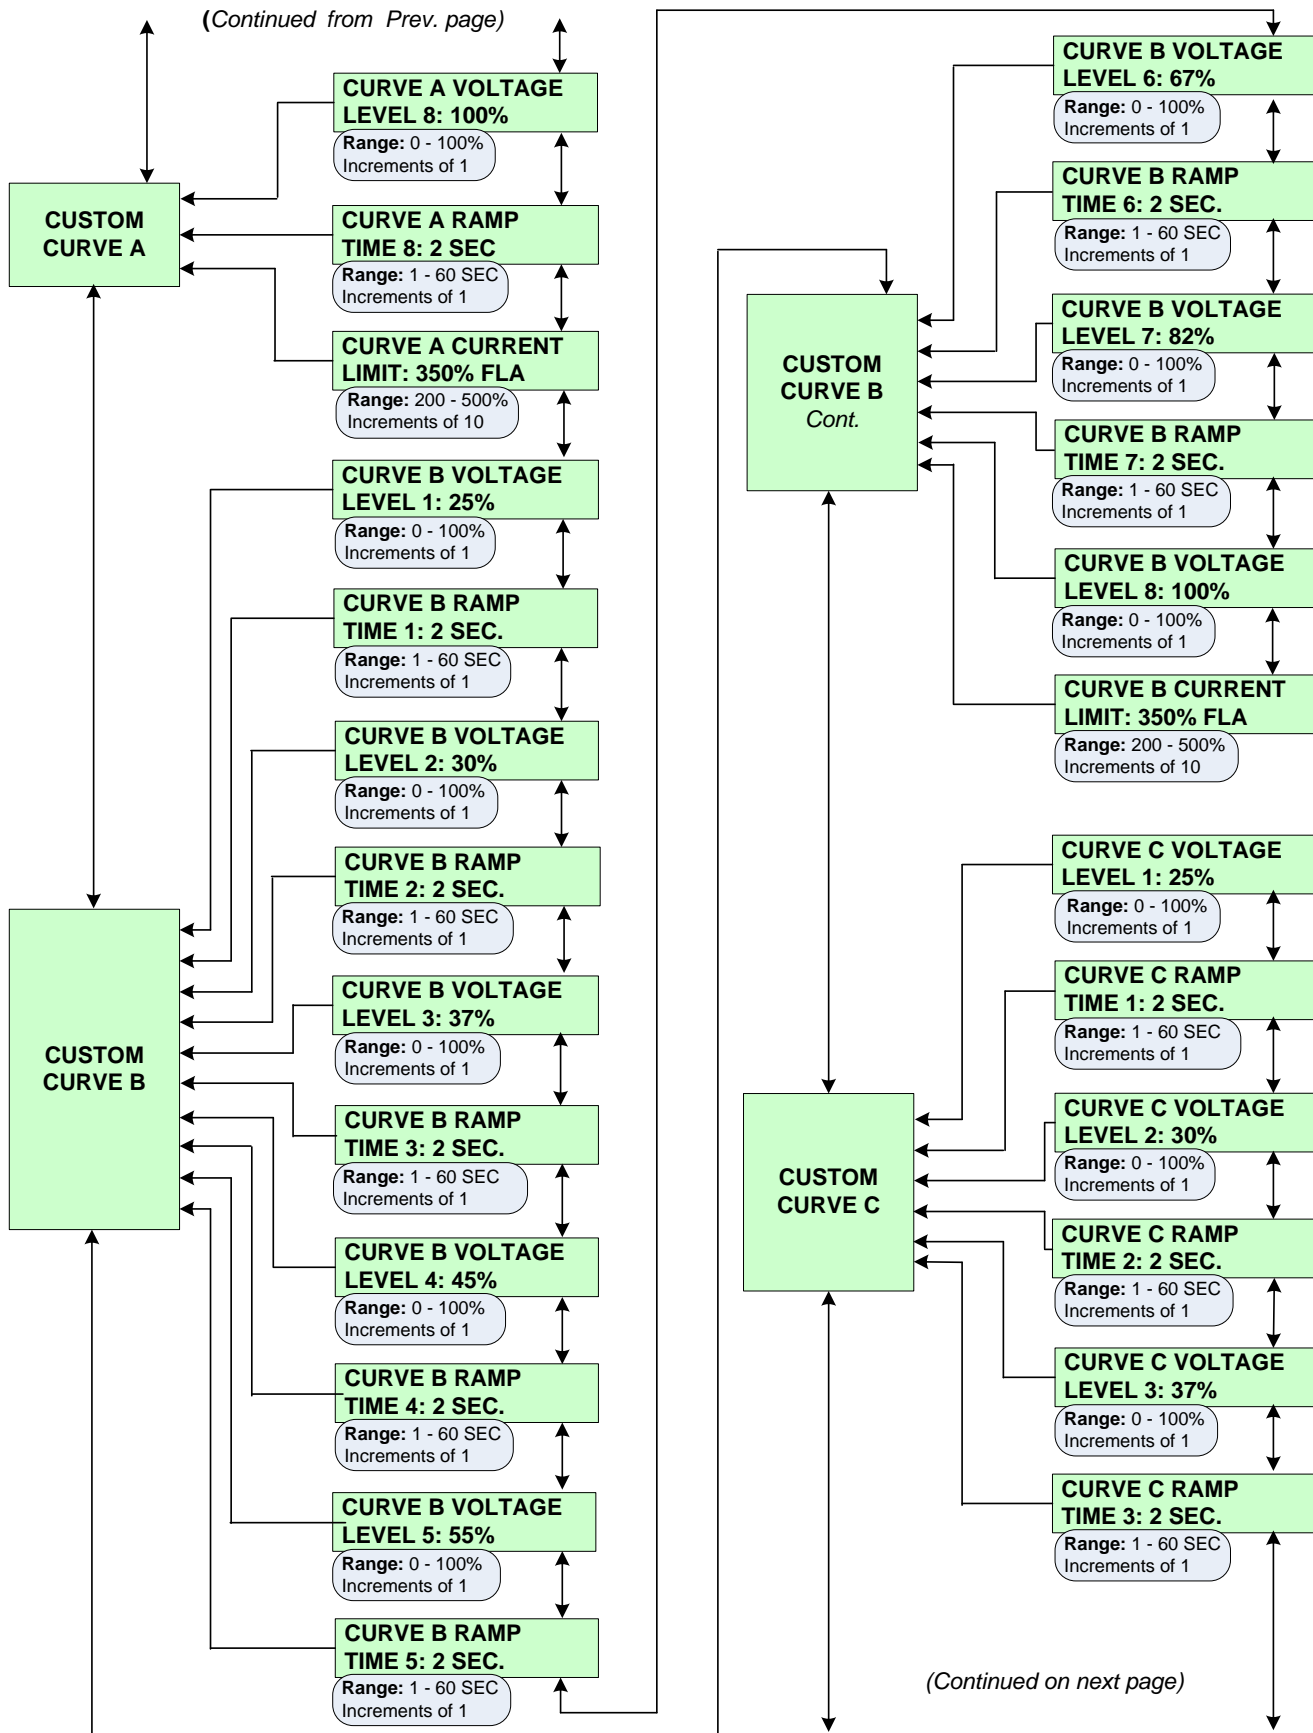 (Continued from Prev. page)
CURVE A VOLTAGE
LEVEL 8: 100%
Range: 0 - 100%
Increments of 1
CUSTOM
CURVE A
CURVE A RAMP
TIME 8: 2 SEC
Range: 1 - 60 SEC
Increments of 1
CURVE A CURRENT
LIMIT: 350% FLA
Range: 200 - 500%
Increments of 10
CURVE B VOLTAGE
LEVEL 1: 25%
Range: 0 - 100%
Increments of 1
CURVE B RAMP
TIME 1: 2 SEC.
Range: 1 - 60 SEC
Increments of 1
CURVE B VOLTAGE
LEVEL 2: 30%
Range: 0 - 100%
Increments of 1
CURVE B RAMP
TIME 2: 2 SEC.
Range: 1 - 60 SEC
Increments of 1
CUSTOM
CURVE B
CURVE B VOLTAGE
LEVEL 3: 37%
Range: 0 - 100%
Increments of 1
CURVE B RAMP
TIME 3: 2 SEC.
Range: 1 - 60 SEC
Increments of 1
CURVE B VOLTAGE
LEVEL 4: 45%
Range: 0 - 100%
Increments of 1
CURVE B RAMP
TIME 4: 2 SEC.
Range: 1 - 60 SEC
Increments of 1
CURVE B VOLTAGE
LEVEL 5: 55%
Range: 0 - 100%
Increments of 1
CURVE B RAMP
TIME 5: 2 SEC.
Range: 1 - 60 SEC
Increments of 1
CURVE B VOLTAGE
LEVEL 6: 67%
Range: 0 - 100%
Increments of 1
CURVE B RAMP
TIME 6: 2 SEC.
Range: 1 - 60 SEC
Increments of 1
CUSTOM
CURVE B
Cont.
CURVE B VOLTAGE
LEVEL 7: 82%
Range: 0 - 100%
Increments of 1
CURVE B RAMP
TIME 7: 2 SEC.
Range: 1 - 60 SEC
Increments of 1
CURVE B VOLTAGE
LEVEL 8: 100%
Range: 0 - 100%
Increments of 1
CURVE B CURRENT
LIMIT: 350% FLA
Range: 200 - 500%
Increments of 10
CURVE C VOLTAGE
LEVEL 1: 25%
Range: 0 - 100%
Increments of 1
CURVE C RAMP
TIME 1: 2 SEC.
Range: 1 - 60 SEC
Increments of 1
CUSTOM
CURVE C
CURVE C VOLTAGE
LEVEL 2: 30%
Range: 0 - 100%
Increments of 1
CURVE C RAMP
TIME 2: 2 SEC.
Range: 1 - 60 SEC
Increments of 1
CURVE C VOLTAGE
LEVEL 3: 37%
Range: 0 - 100%
Increments of 1
CURVE C RAMP
TIME 3: 2 SEC.
Range: 1 - 60 SEC
Increments of 1
(Continued on next page)